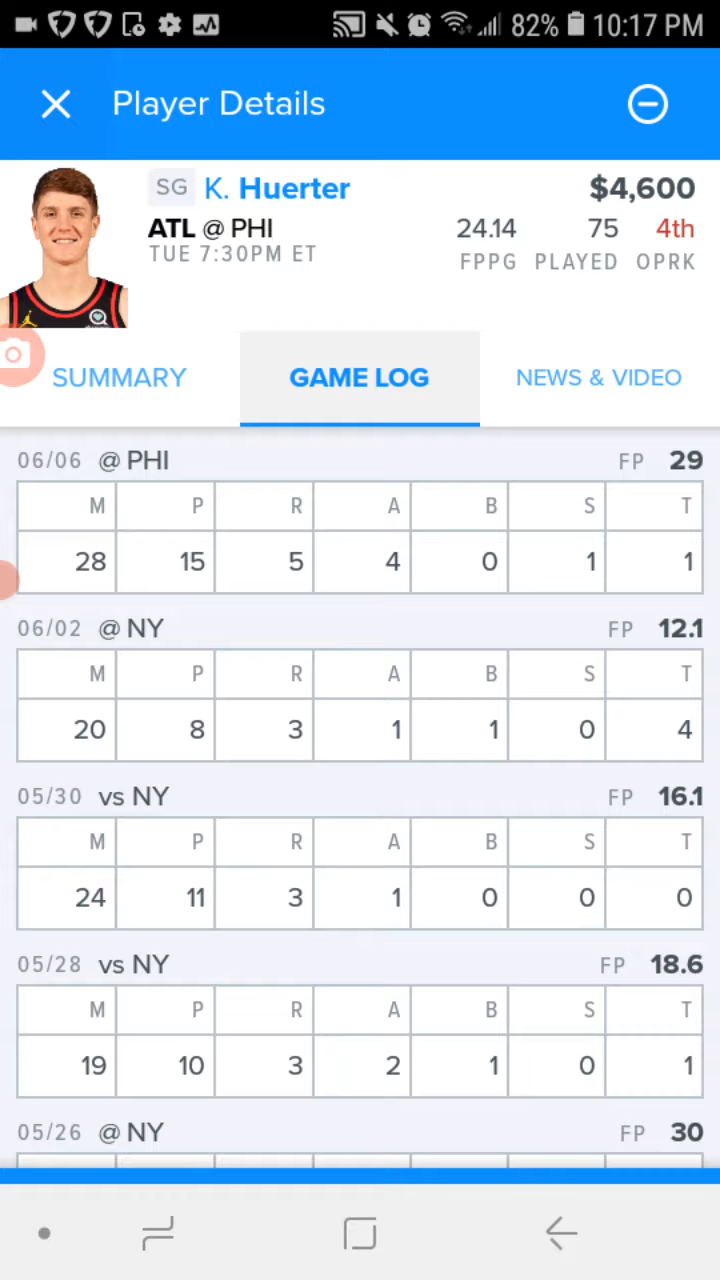 82% 10:17 PM
Player Details
SG K. Huerter $4,600
ATL @ PHI 24.14 75 4th
TUE 7:30PM ET FPPG PLAYED OPRK
SUMMARY GAME LOG NEWS & VIDEO
06/06 @ PHI FP 29
M P R A B S T
28 15 5 4 0 1 1
06/02 @ NY FP 12.1
M P R A B S T
20 8 3 1 1 0 4
05/30 vs NY FP 16.1
M P R A B S T
24 11 3 1 0 0 0
05/28 vs NY FP 18.6
M P R A B S T
19 10 3 2 1 0 1
05/26 @ NY FP 30